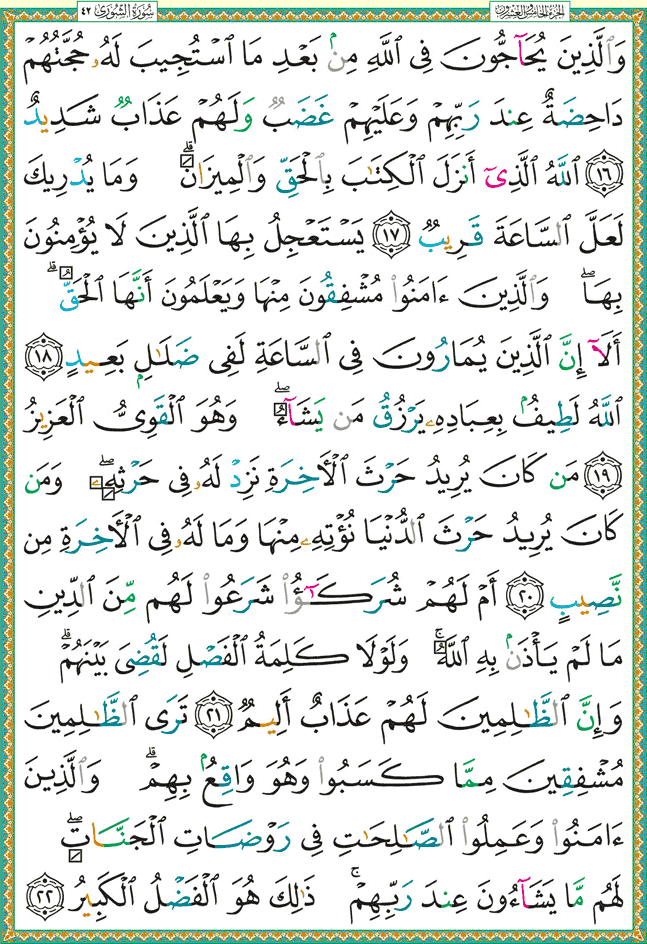 الجزء الخامس والعشرون
سورة الشورى ٤٢
وَٱلَّذِينَ يُحَآجُّونَ فِى ٱللَّهِ مِنۢ بَعْدِ مَا ٱسْتُجِيبَ لَهُۥ حُجَّتُهُمْ
دَاحِضَةٌ عِندَ رَبِّهِمْ وَعَلَيْهِمْ غَضَبٌۭ وَلَهُمْ عَذَابٌۭ شَدِيدٌ
﴿١٦﴾ ٱللَّهُ ٱلَّذِىٓ أَنزَلَ ٱلْكِتَٰبَ بِٱلْحَقِّ وَٱلْمِيزَانَ ۗ وَمَا يُدْرِيكَ
لَعَلَّ ٱلسَّاعَةَ قَرِيبٌۭ ﴿١٧﴾ يَسْتَعْجِلُ بِهَا ٱلَّذِينَ لَا يُؤْمِنُونَ
بِهَا ۖ وَٱلَّذِينَ ءَامَنُوا۟ مُشْفِقُونَ مِنْهَا وَيَعْلَمُونَ أَنَّهَا ٱلْحَقُّ ۗ
أَلَآ إِنَّ ٱلَّذِينَ يُمَارُونَ فِى ٱلسَّاعَةِ لَفِى ضَلَٰلٍۭ بَعِيدٍ ﴿١٨﴾
ٱللَّهُ لَطِيفٌۢ بِعِبَادِهِۦ يَرْزُقُ مَن يَشَآءُ ۖ وَهُوَ ٱلْقَوِىُّ ٱلْعَزِيزُ
﴿١٩﴾ مَن كَانَ يُرِيدُ حَرْثَ ٱلْءَاخِرَةِ نَزِدْ لَهُۥ فِى حَرْثِهِۦ ۖ وَمَن
كَانَ يُرِيدُ حَرْثَ ٱلدُّنْيَا نُؤْتِهِۦ مِنْهَا وَمَا لَهُۥ فِى ٱلْءَاخِرَةِ مِن
نَّصِيبٍ ﴿٢٠﴾ أَمْ لَهُمْ شُرَكَٰٓؤُا۟ شَرَعُوا۟ لَهُم مِّنَ ٱلدِّينِ
مَا لَمْ يَأْذَنۢ بِهِ ٱللَّهُ ۚ وَلَوْلَا كَلِمَةُ ٱلْفَصْلِ لَقُضِىَ بَيْنَهُمْ ۗ
وَإِنَّ ٱلظَّٰلِمِينَ لَهُمْ عَذَابٌ أَلِيمٌۭ ﴿٢١﴾ تَرَى ٱلظَّٰلِمِينَ
مُشْفِقِينَ مِمَّا كَسَبُوا۟ وَهُوَ وَاقِعٌۢ بِهِمْ ۗ وَٱلَّذِينَ
ءَامَنُوا۟ وَعَمِلُوا۟ ٱلصَّٰلِحَٰتِ فِى رَوْضَاتِ ٱلْجَنَّاتِ ۖ
لَهُم مَّا يَشَآءُونَ عِندَ رَبِّهِمْ ۚ ذَٰلِكَ هُوَ ٱلْفَضْلُ ٱلْكَبِيرُ ﴿٢٢﴾